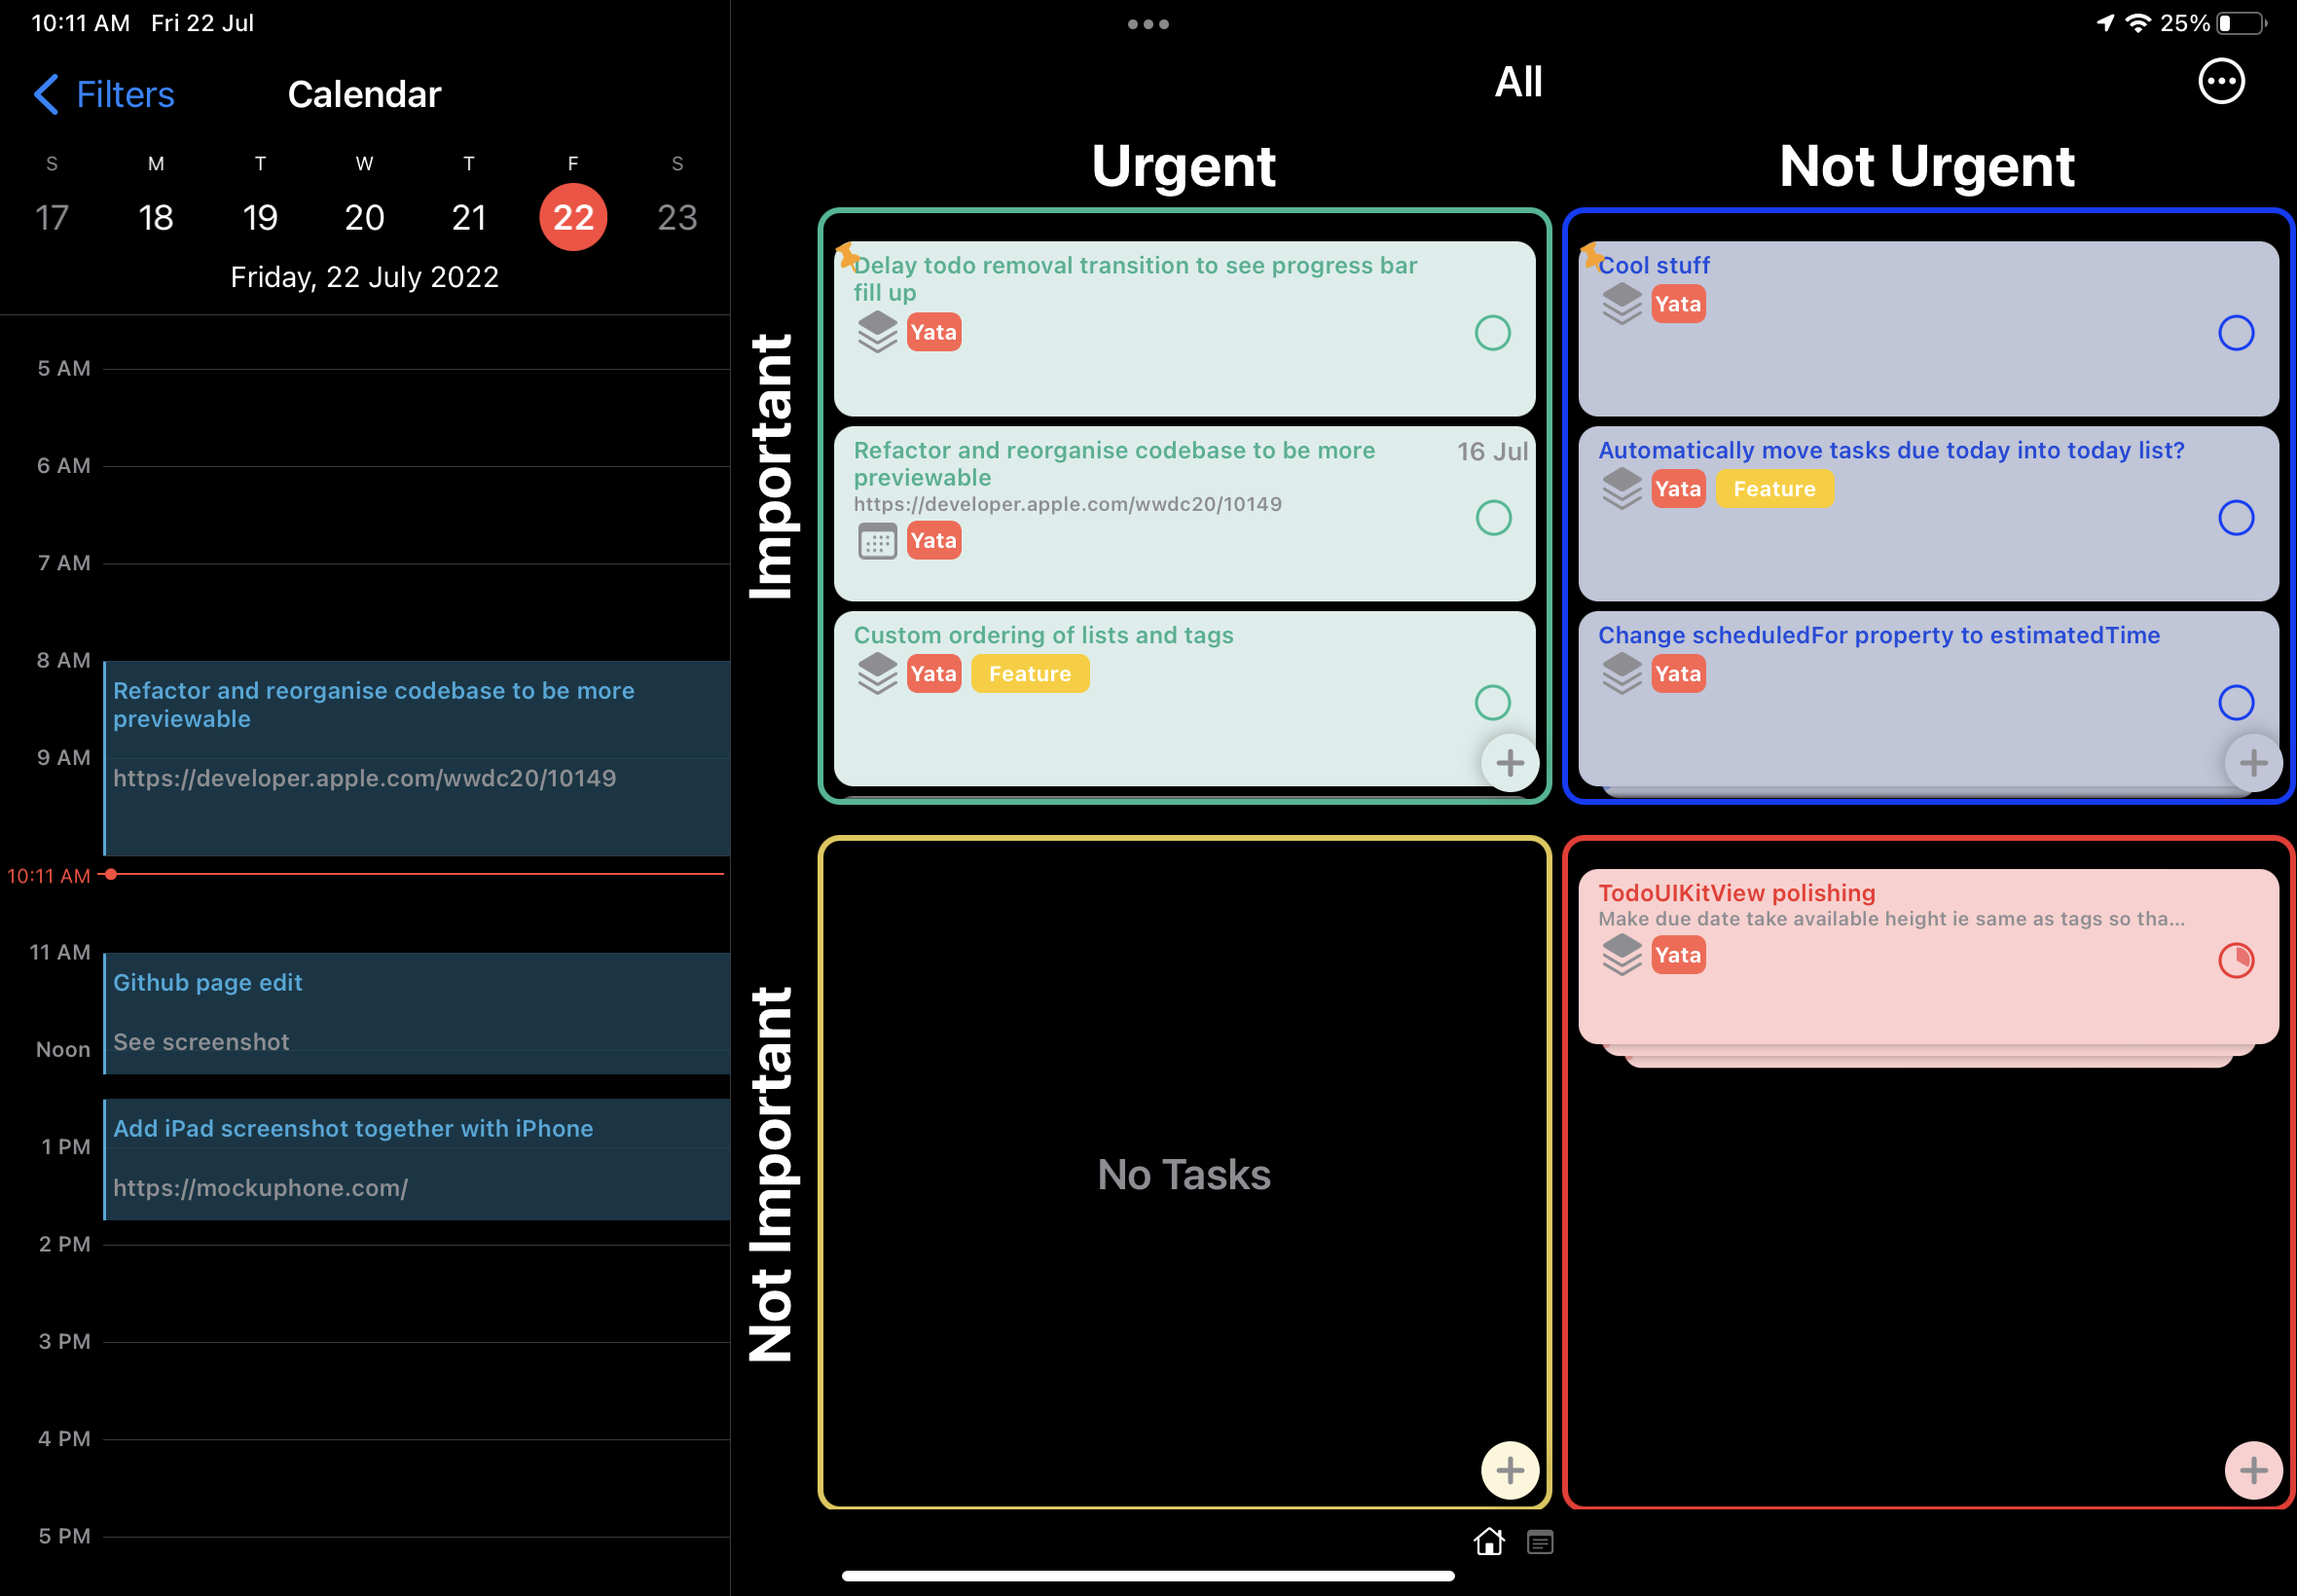 10:11 AM Fri 22 Jul
25%
Filters
Calendar
S M T W T F S
17 18 19 20 21 22 23
Friday, 22 July 2022
5 AM
6 AM
7 AM
8 AM
Refactor and reorganise codebase to be more
previewable
9 AM
https://developer.apple.com/wwdc20/10149
10:11 AM
11 AM
Github page edit
See screenshot
Noon
Add iPad screenshot together with iPhone
1 PM
https://mockuphone.com/
2 PM
3 PM
4 PM
5 PM
All
Urgent
Not Urgent
Important
Delay todo removal transition to see progress bar
fill up
Yata
Refactor and reorganise codebase to be more
previewable
16 Jul
https://developer.apple.com/wwdc20/10149
Yata
Custom ordering of lists and tags
Yata Feature
Cool stuff
Yata
Automatically move tasks due today into today list?
Yata Feature
Change scheduledFor property to estimatedTime
Yata
Not Important
No Tasks
TodoUIKitView polishing
Make due date take available height ie same as tags so tha...
Yata